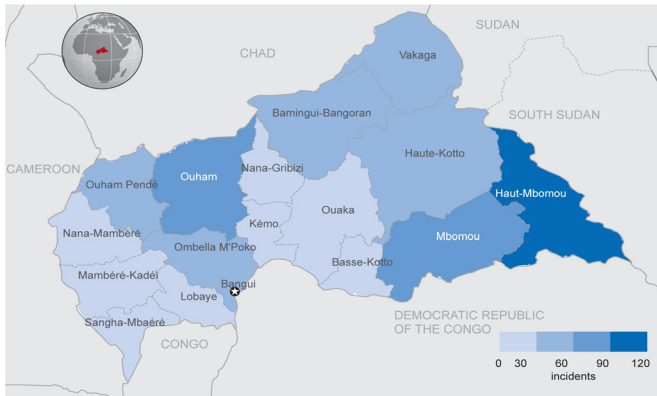 SUDAN
CHAD
Vakaga
Bamingui-Bangoran
SOUTH SUDAN
CAMEROON
Ouham Pendé
Ouham
Nana-Gribizi
Haute-Kotto
Haut-Mbomou
Nana-Mambéré
Kémo
Ouaka
Mbomou
Ombella M'Poko
Basse-Kotto
Mambéré-Kadéï
Bangui
Lobaye
Sangha-Mbaéré
DEMOCRATIC REPUBLIC
OF THE CONGO
CONGO
0 30 60 90 120
incidents